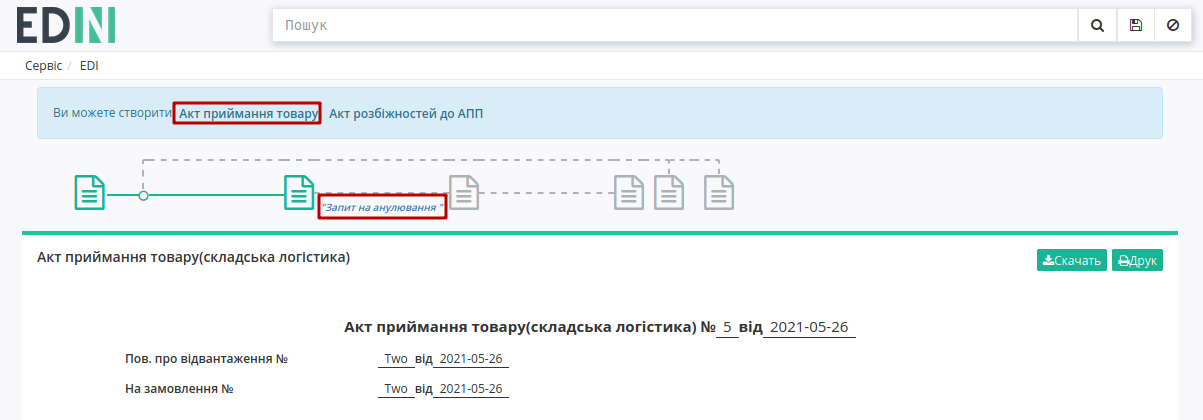 EDIN
Пошук
Сервіс / EDI
Ви можете створити Акт приймання товару Акт розбіжностей до АПП
"Запит на анулювання "
Акт приймання товару(складська логістика)
Скачать Друк
Акт приймання товару(складська логістика) № 5 від 2021-05-26
Пов. про відвантаження № Two від 2021-05-26
На замовлення № Two від 2021-05-26